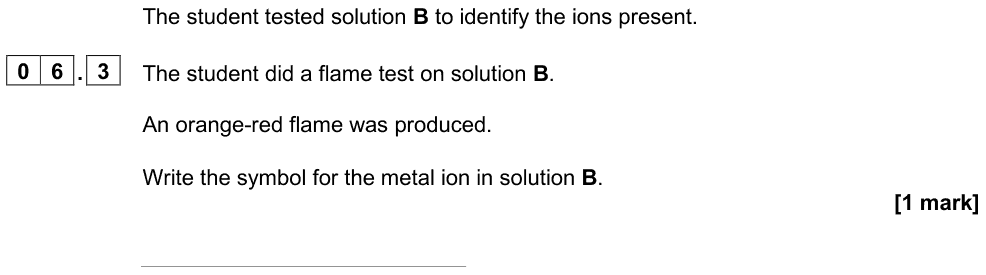 The student tested solution B to identify the ions present.
0 6 . 3 The student did a flame test on solution B.
An orange-red flame was produced.
Write the symbol for the metal ion in solution B.
[1 mark]